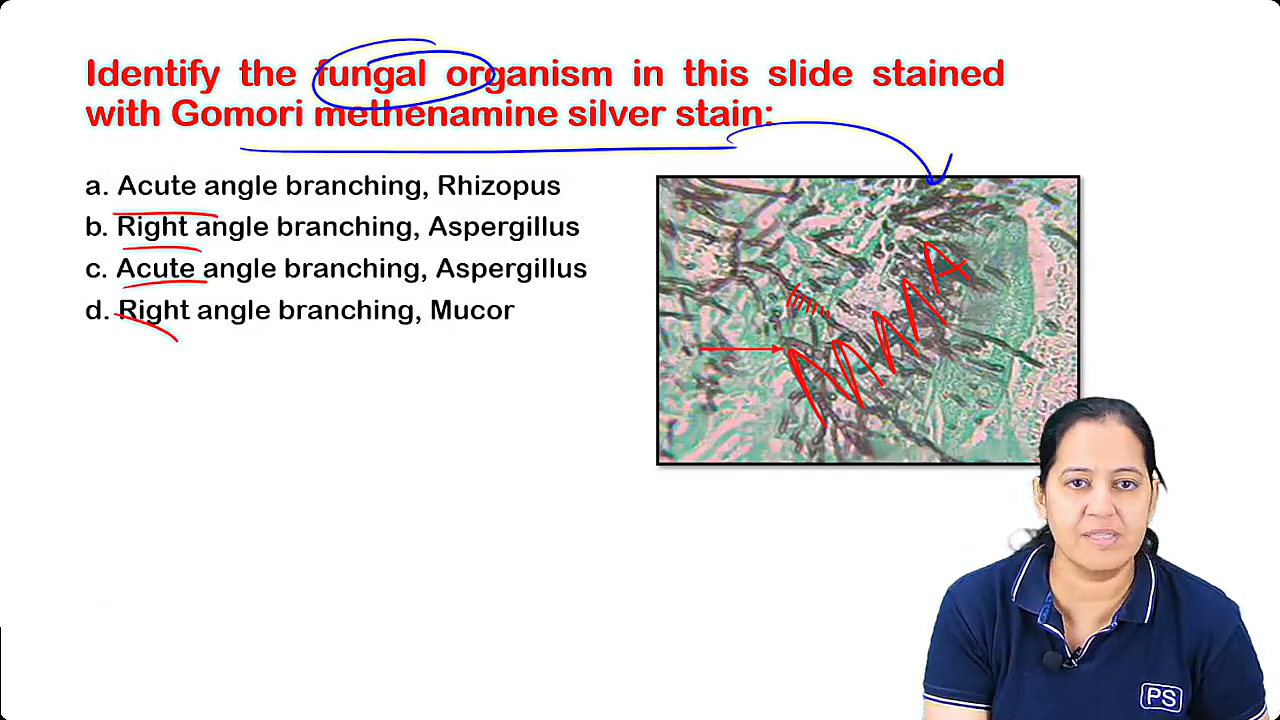 Identify the fungal organism in this slide stained
with Gomori methenamine silver stain:
a. Acute angle branching, Rhizopus
b. Right angle branching, Aspergillus
c. Acute angle branching, Aspergillus
d. Right angle branching, Mucor
PS